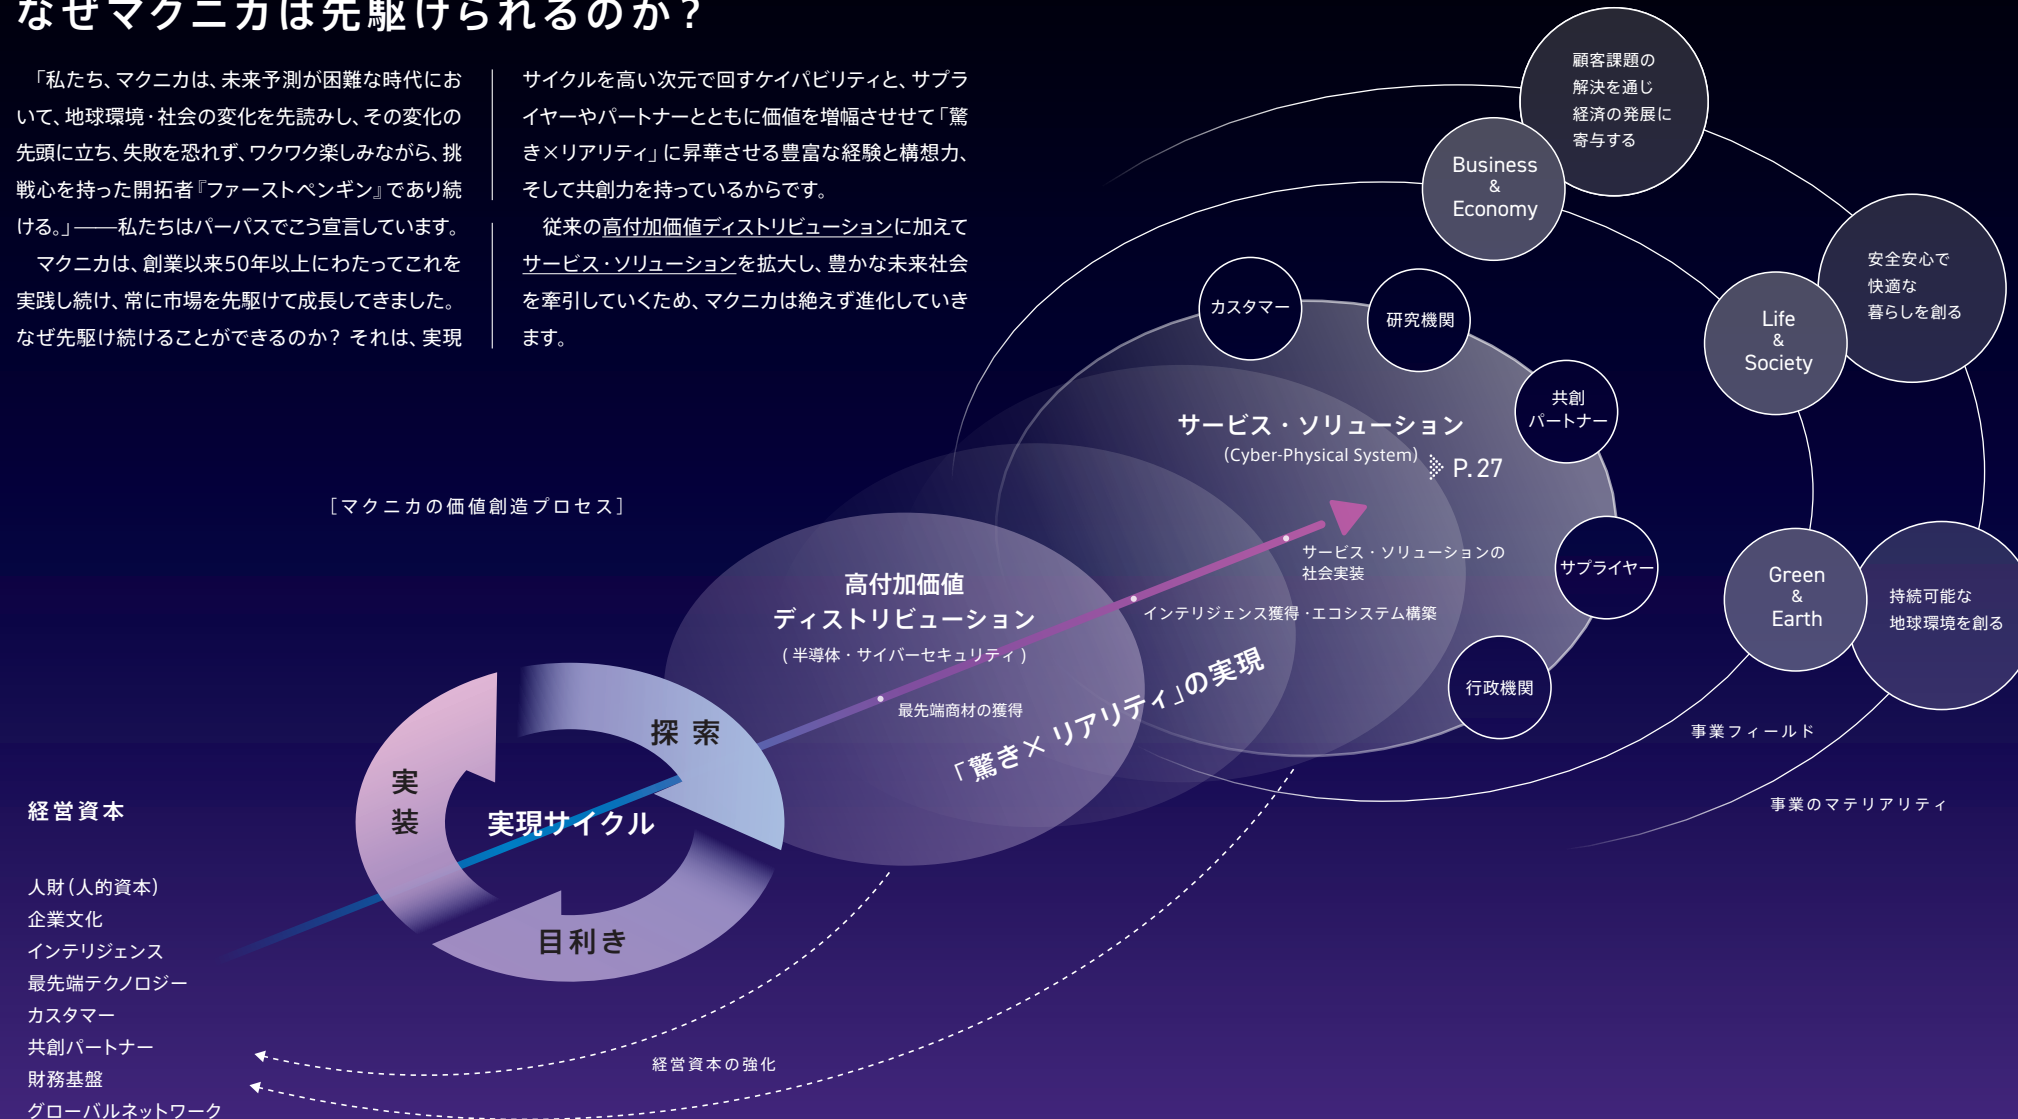 なぜマクニカは先駆けられるのか？
「私たち、マクニカは、未来予測が困難な時代にお
いて、地球環境・社会の変化を先読みし、その変化の
先頭に立ち、失敗を恐れず、ワクワク楽しみながら、挑
戦心を持った開拓者『ファーストペンギン』であり続
ける。」――私たちはパーパスでこう宣言しています。
マクニカは、創業以来50年以上にわたってこれを
実践し続け、常に市場を先駆けて成長してきました。
なぜ先駆け続けることができるのか？ それは、実現
サイクルを高い次元で回すケイパビリティと、サプラ
イヤーやパートナーとともに価値を増幅させせて「驚
き×リアリティ」に昇華させる豊富な経験と構想力、
そして共創力を持っているからです。
従来の高付加価値ディストリビューションに加えて
サービス・ソリューションを拡大し、豊かな未来社会
を牽引していくため、マクニカは絶えず進化していき
ます。
［マクニカの価値創造プロセス］
経営資本
人財（人的資本）
企業文化
インテリジェンス
最先端テクノロジー
カスタマー
共創パートナー
財務基盤
グローバルネットワーク
実装
探索
目利き
実現サイクル
高付加価値
ディストリビューション
（半導体・サイバーセキュリティ）
最先端商材の獲得
「驚き×リアリティ」の実現
インテリジェンス獲得・エコシステム構築
サービス・ソリューションの
社会実装
サービス・ソリューション
（Cyber-Physical System）
P. 27
カスタマー
研究機関
共創
パートナー
サプライヤー
行政機関
Business
&
Economy
顧客課題の
解決を通じ
経済の発展に
寄与する
Life
&
Society
安全安心で
快適な
暮らしを創る
Green
&
Earth
持続可能な
地球環境を創る
事業フィールド
事業のマテリアリティ
経営資本の強化